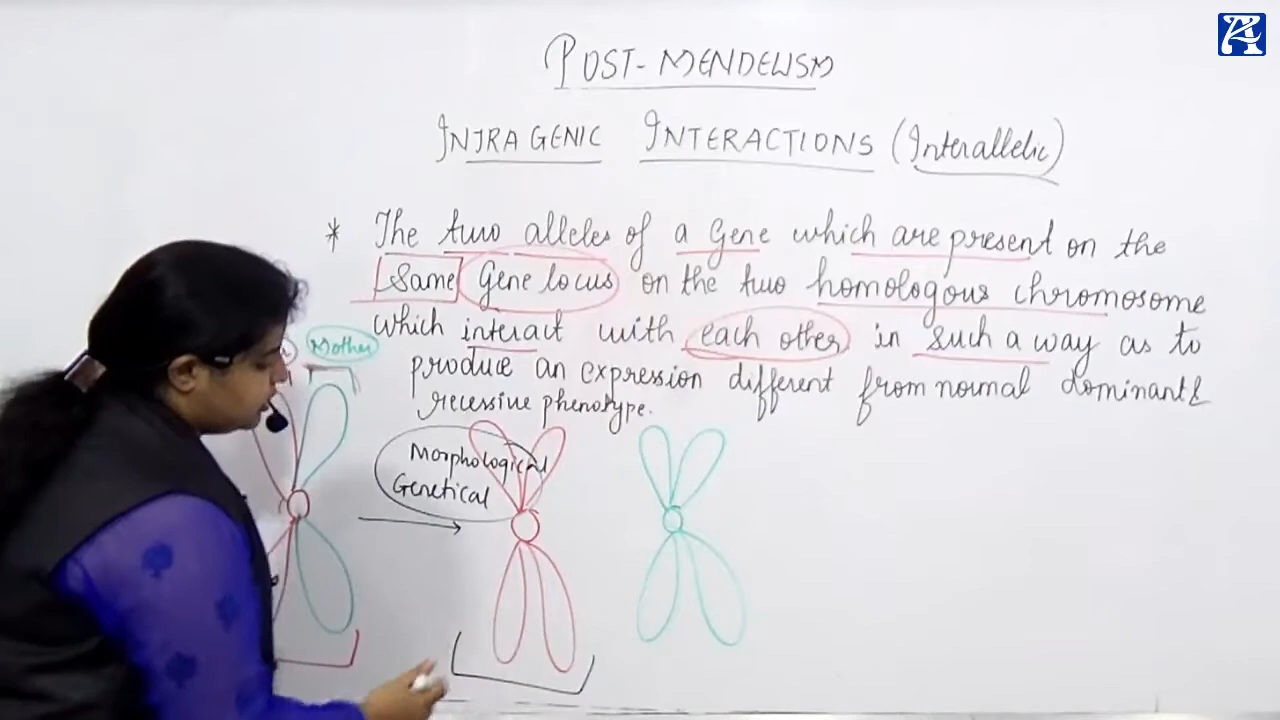 POST-MENDELISM
INTRAGENIC INTERACTIONS (Interallelic)
* The two alleles of a Gene which are present on the
Same Gene locus on the two homologous chromosome
which interact with each other in such a way as to
produce an expression different from normal dominant &
recessive phenotype.
Mother
Morphological
Genetical